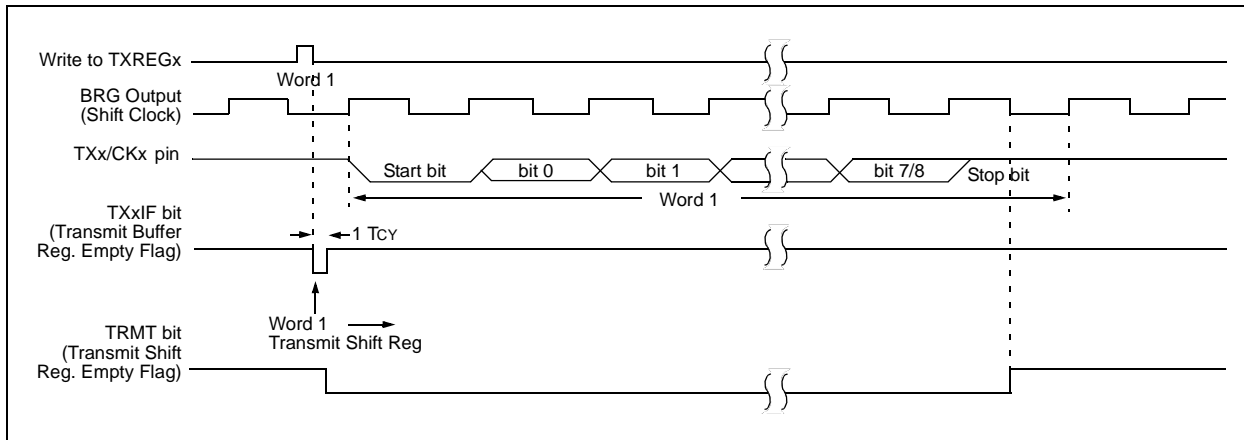 Write to TXREGx
Word 1
BRG Output
(Shift Clock)
TXx/CKx pin
Start bit
bit 0
bit 1
bit 7/8
Stop bit
Word 1
TXxIF bit
(Transmit Buffer
Reg. Empty Flag)
1 TCY
Word 1
Transmit Shift Reg
TRMT bit
(Transmit Shift
Reg. Empty Flag)